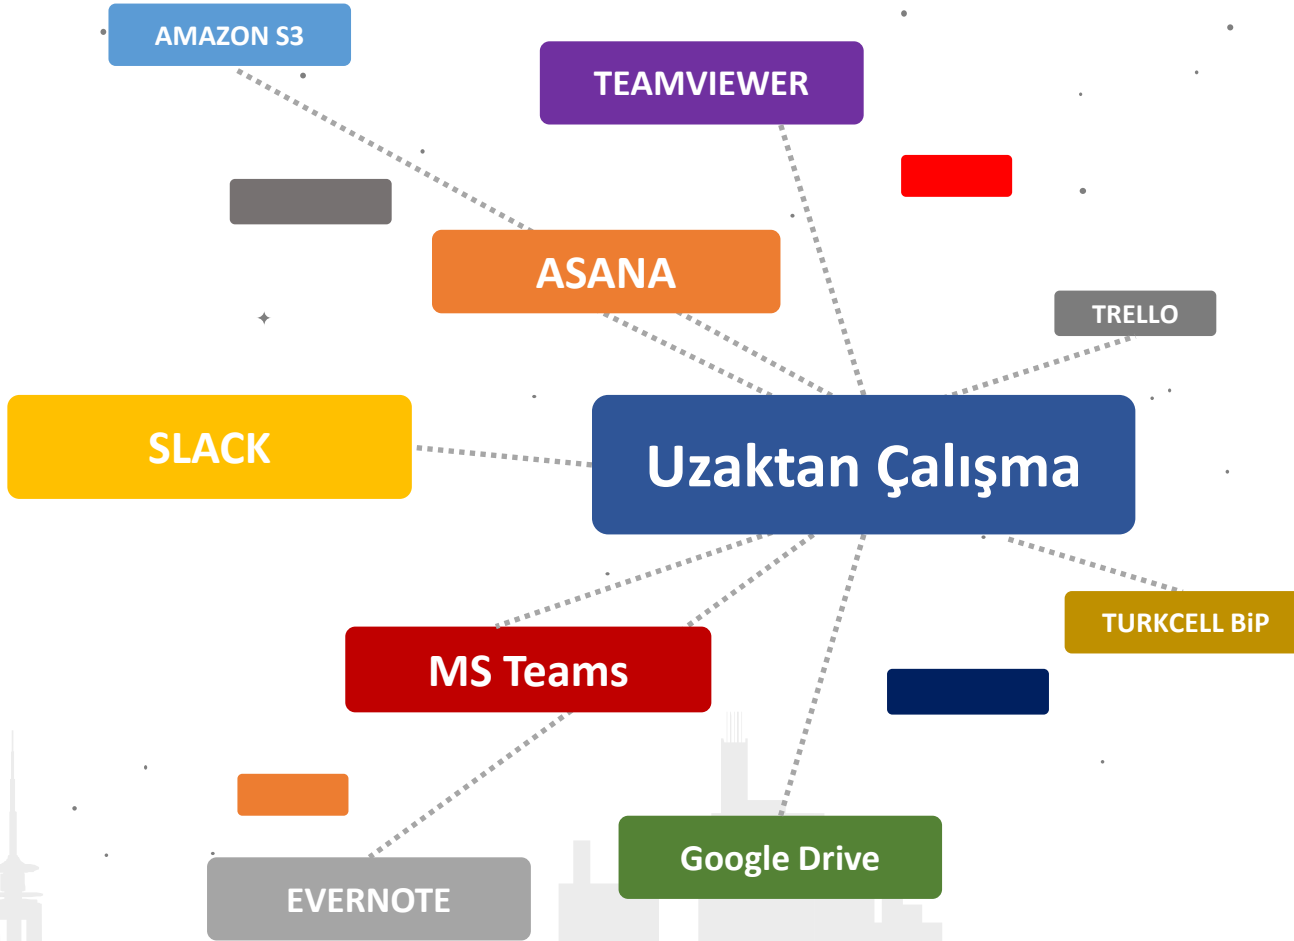 AMAZON S3
TEAMVIEWER
ASANA
TRELLO
SLACK
Uzaktan Çalışma
TURKCELL BiP
MS Teams
Google Drive
EVERNOTE